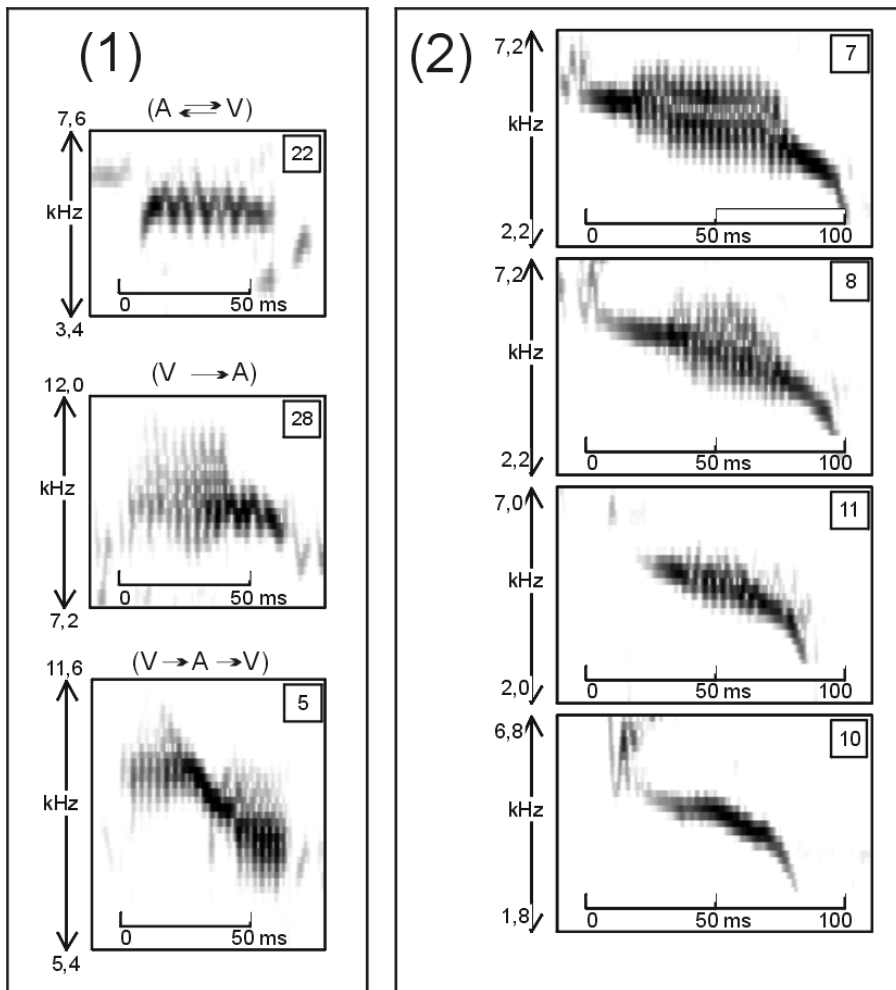 (1)
(A ⇌ V)
7,6
22
kHz
0 50 ms
3,4
(V → A)
12,0
28
kHz
0 50 ms
7,2
(V → A → V)
11,6
5
kHz
0 50 ms
5,4
(2)
7,2
7
kHz
2,2
0 50 ms 100
7,2
8
kHz
2,2
0 50 ms 100
7,0
11
kHz
2,0
0 50 ms 100
6,8
10
kHz
1,8
0 50 ms 100